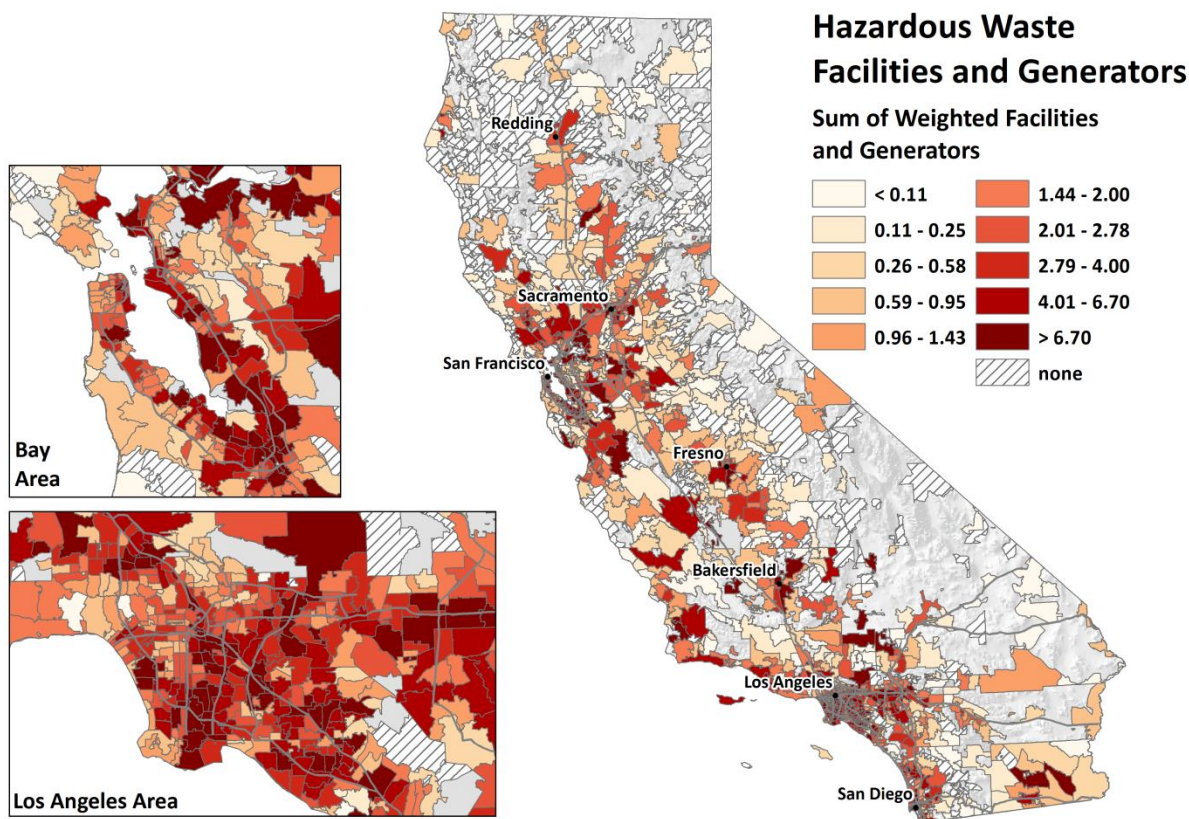 Hazardous Waste
Facilities and Generators
Sum of Weighted Facilities
and Generators
< 0.11
0.11 - 0.25
0.26 - 0.58
0.59 - 0.95
0.96 - 1.43
1.44 - 2.00
2.01 - 2.78
2.79 - 4.00
4.01 - 6.70
> 6.70
none
Redding
Sacramento
San Francisco
Fresno
Bakersfield
Los Angeles
San Diego
Bay
Area
Los Angeles Area